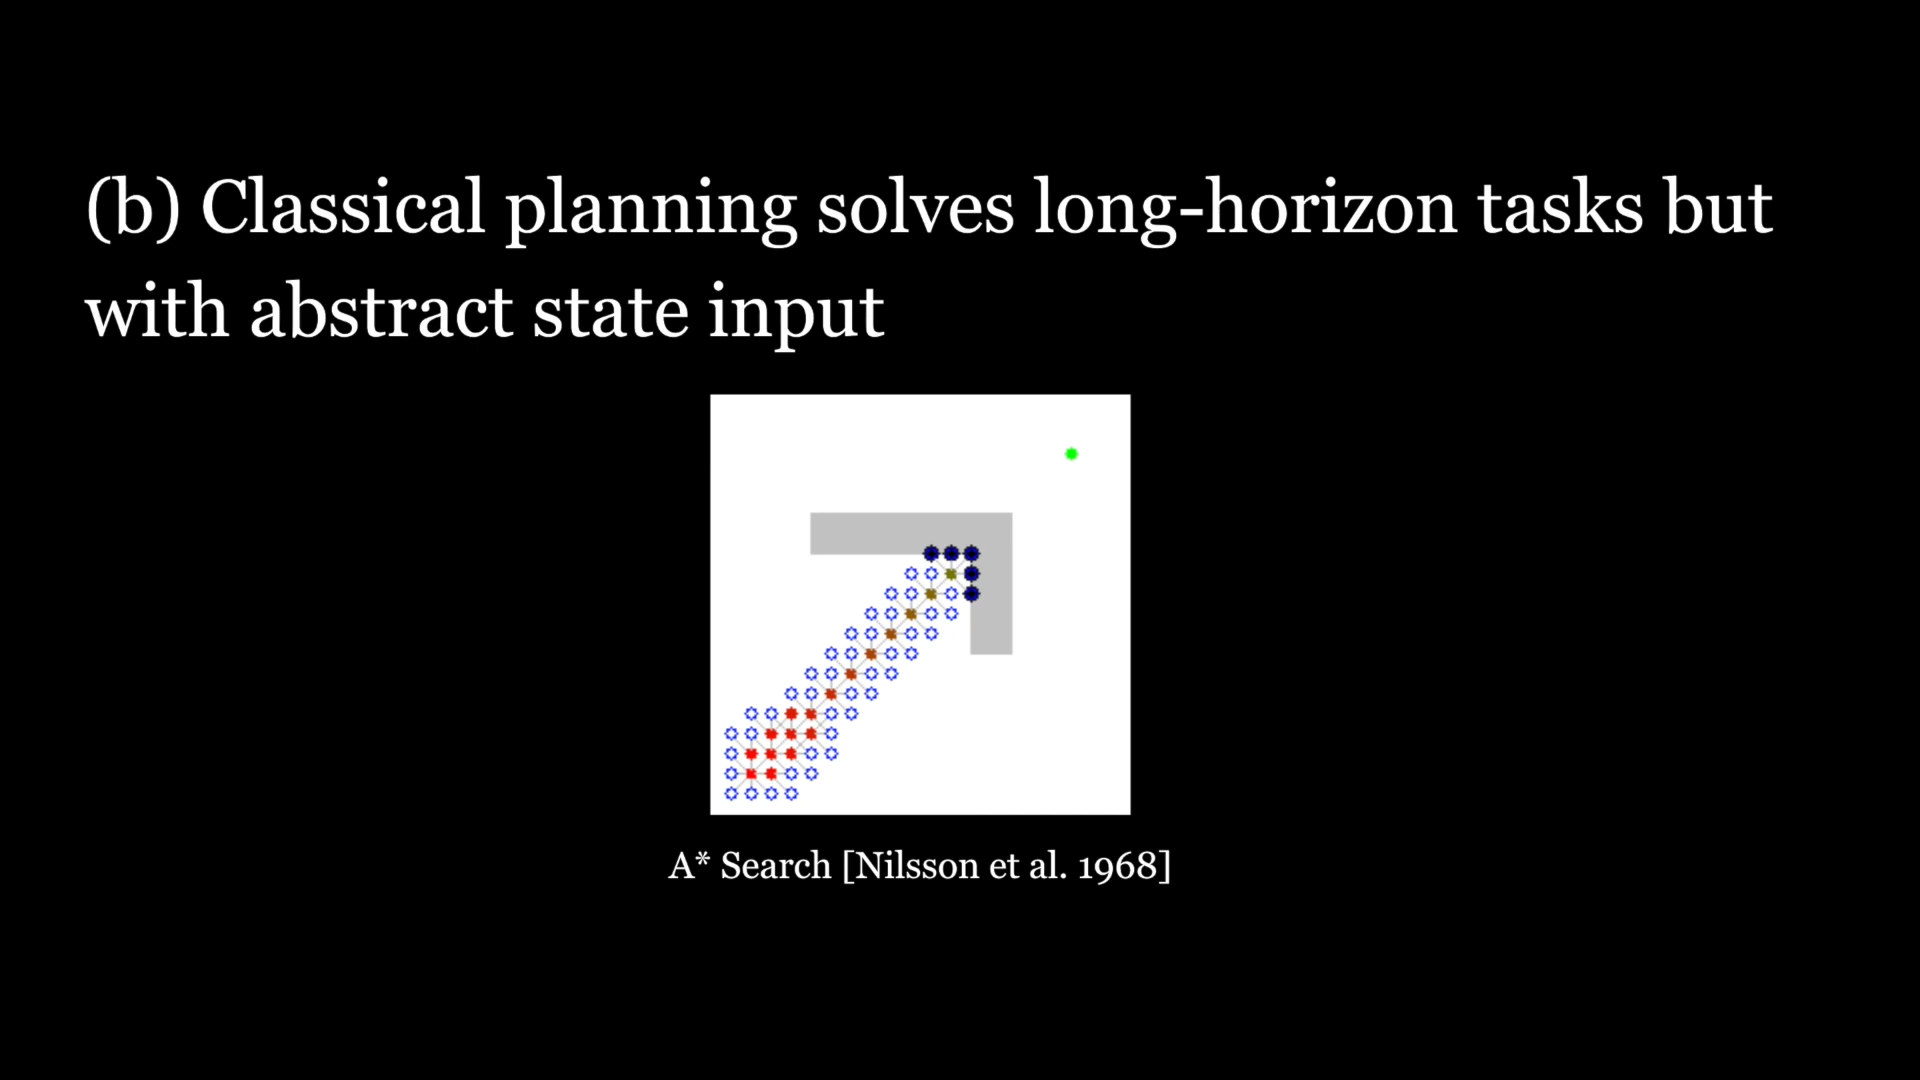 (b) Classical planning solves long-horizon tasks but
with abstract state input
A* Search [Nilsson et al. 1968]